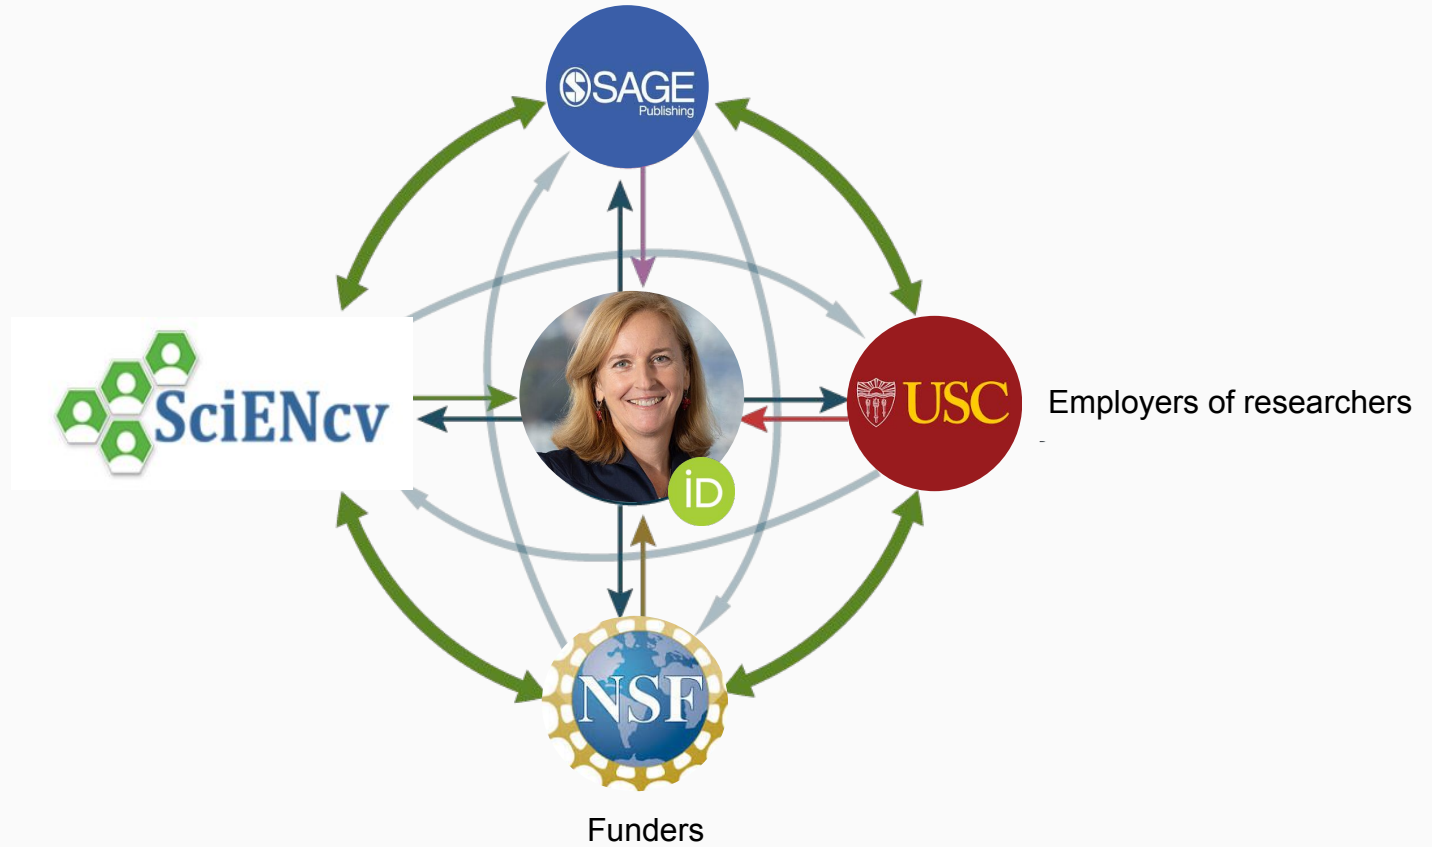 SAGE
Publishing
SciENcv
iD
USC
Employers of researchers
NSF
Funders